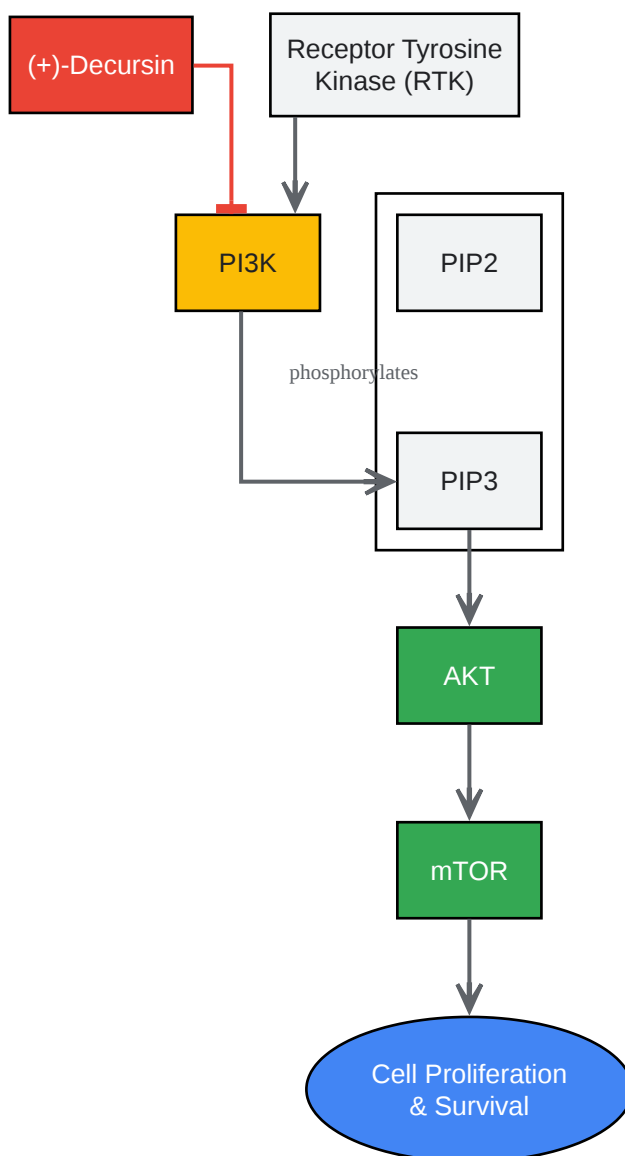 (+)-Decursin
Receptor Tyrosine
Kinase (RTK)
PI3K
PIP2
phosphorylates
PIP3
AKT
mTOR
Cell Proliferation
& Survival